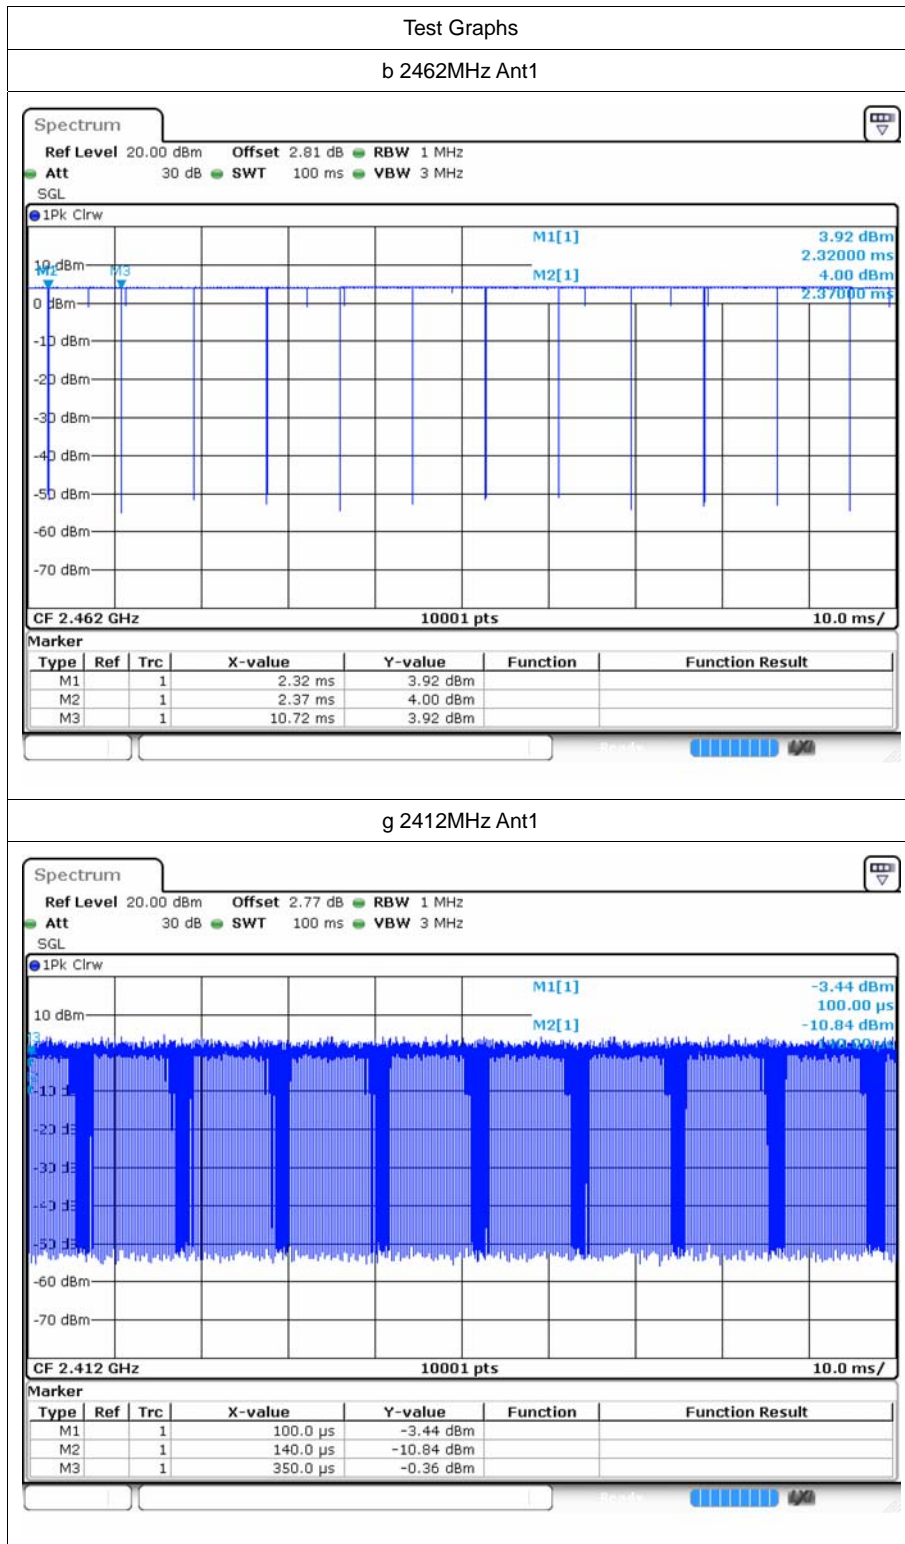 Test Graphs
b 2462MHz Ant1
Spectrum
Ref Level 20.00 dBm Offset 2.81 dB RBW 1 MHz
Att 30 dB SWT 100 ms VBW 3 MHz
SGL
1Pk Clrw
M1[1] 3.92 dBm
2.32000 ms
M2[1] 4.00 dBm
2.37000 ms
10 dBm
M2 M3
0 dBm
-10 dBm
-20 dBm
-30 dBm
-40 dBm
-50 dBm
-60 dBm
-70 dBm
CF 2.462 GHz 10001 pts 10.0 ms/
Marker
Type Ref Trc X-value Y-value Function Function Result
M1 1 2.32 ms 3.92 dBm
M2 1 2.37 ms 4.00 dBm
M3 1 10.72 ms 3.92 dBm
Ready
g 2412MHz Ant1
Spectrum
Ref Level 20.00 dBm Offset 2.77 dB RBW 1 MHz
Att 30 dB SWT 100 ms VBW 3 MHz
SGL
1Pk Clrw
M1[1] -3.44 dBm
100.00 µs
M2[1] -10.84 dBm
10 dBm
-60 dBm
-70 dBm
CF 2.412 GHz 10001 pts 10.0 ms/
Marker
Type Ref Trc X-value Y-value Function Function Result
M1 1 100.0 µs -3.44 dBm
M2 1 140.0 µs -10.84 dBm
M3 1 350.0 µs -0.36 dBm
Ready